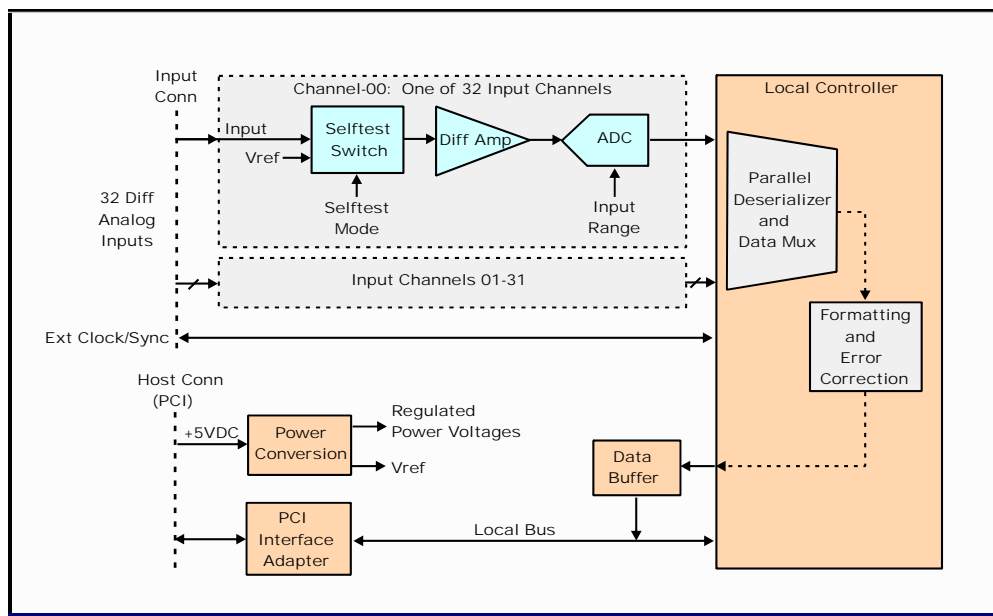 Input
Conn
Channel-00: One of 32 Input Channels
Local Controller
Input
Vref
Selftest
Switch
Diff Amp
ADC
Selftest
Mode
Input
Range
32 Diff
Analog
Inputs
Parallel
Deserializer
and
Data Mux
Input Channels 01-31
Ext Clock/Sync
Formatting
and
Error
Correction
Host Conn
(PCI)
+5VDC
Power
Conversion
Regulated
Power Voltages
Vref
Data
Buffer
PCI
Interface
Adapter
Local Bus